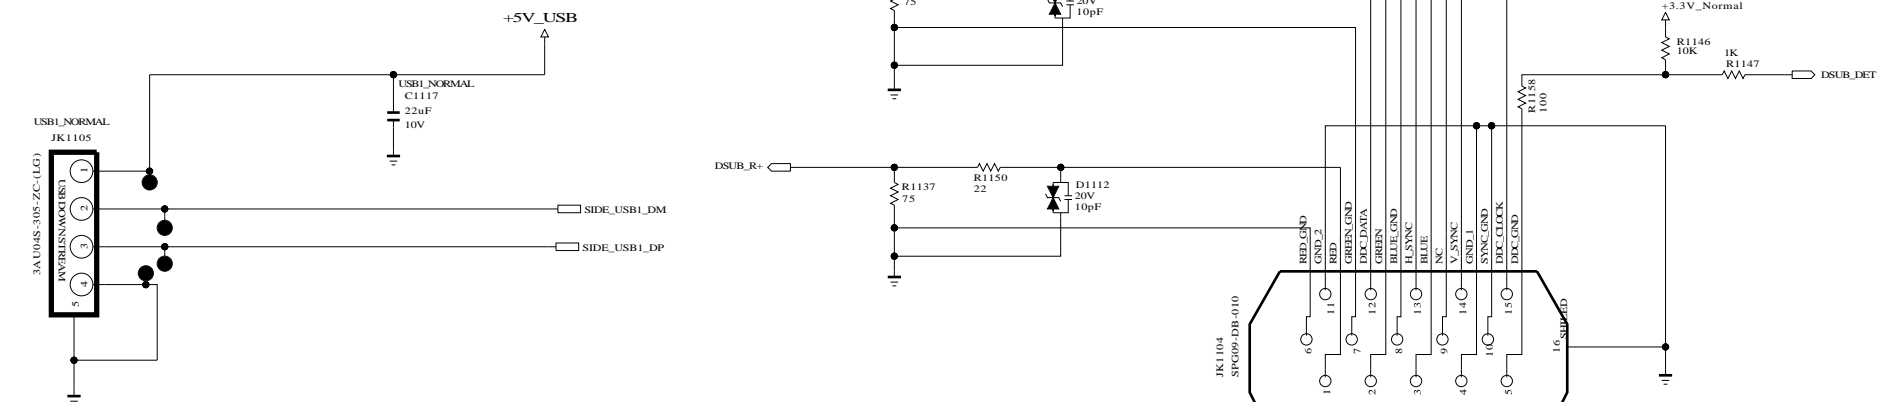 +5V_USB
USB1_NORMAL
C1117
22uF
10V
USB1_NORMAL
JK1105
3AU04S-305-ZC-(LG)
USB DOWNSTREAM
1
2
3
4
5
SIDE_USB1_DM
SIDE_USB1_DP
75
20V
10pF
DSUB_R+
R1137
75
R1150
22
D1112
20V
10pF
+3.3V_Normal
R1146
10K
1K
R1147
DSUB_DET
R1158
100
RED_GND
GND_2
RED
GREEN_GND
DDC_DATA
GREEN
BLUE_GND
H_SYNC
BLUE
NC
V_SYNC
GND_1
SYNC_GND
DDC_CLOCK
DDC_GND
JK1104
SPG09-DB-010
11
12
13
14
15
6
7
8
9
10
1
2
3
4
5
16
SHILED